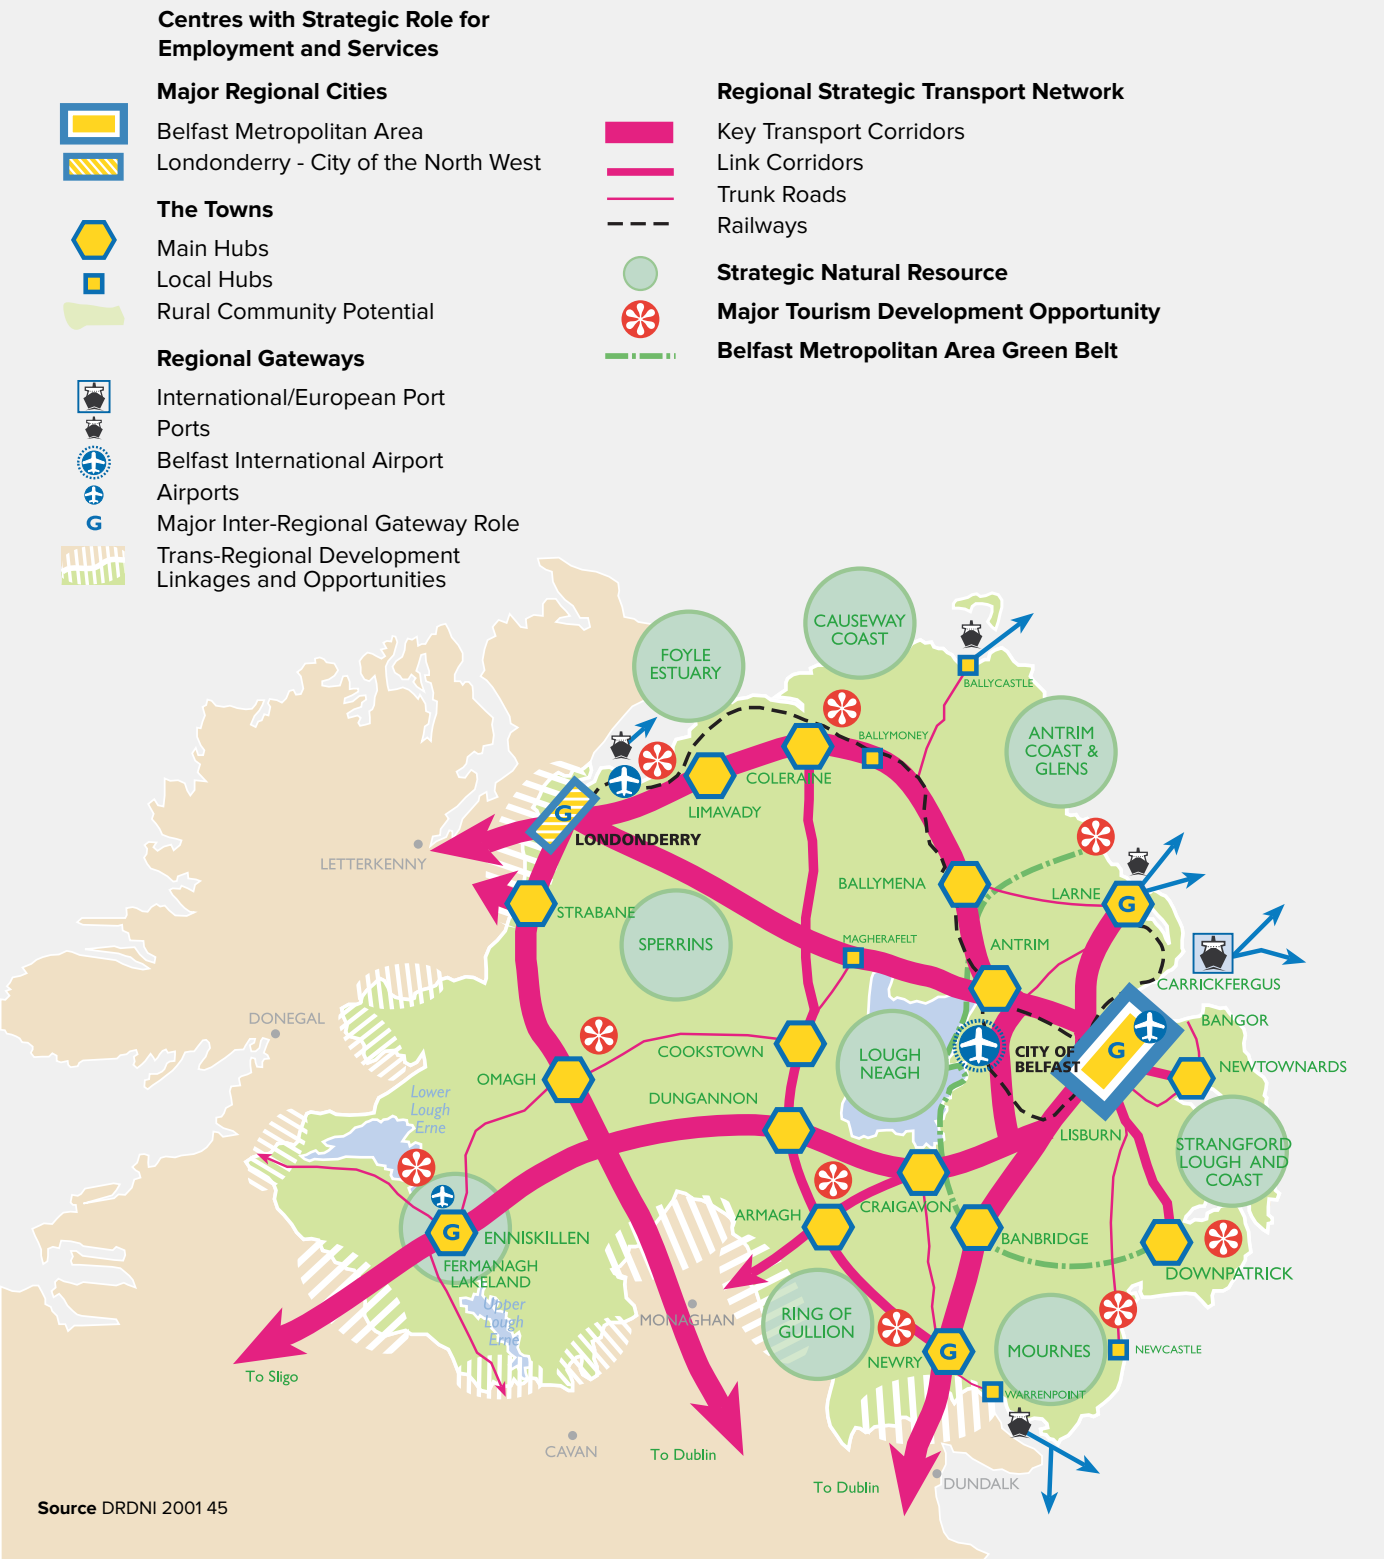 Centres with Strategic Role for
Employment and Services
Major Regional Cities
Belfast Metropolitan Area
Londonderry - City of the North West
The Towns
Main Hubs
Local Hubs
Rural Community Potential
Regional Gateways
International/European Port
Ports
Belfast International Airport
Airports
G
Major Inter-Regional Gateway Role
Trans-Regional Development
Linkages and Opportunities
Regional Strategic Transport Network
Key Transport Corridors
Link Corridors
Trunk Roads
Railways
Strategic Natural Resource
Major Tourism Development Opportunity
Belfast Metropolitan Area Green Belt
CAUSEWAY
COAST
FOYLE
ESTUARY
BALLYCASTLE
ANTRIM
COAST &
GLENS
BALLYMONEY
COLERAINE
LIMAVADY
G
LONDONDERRY
LETTERKENNY
BALLYMENA
LARNE
G
STRABANE
SPERRINS
MAGHERAFELT
ANTRIM
CARRICKFERGUS
DONEGAL
BANGOR
COOKSTOWN
LOUGH
NEAGH
CITY OF
BELFAST
G
NEWTOWNARDS
OMAGH
DUNGANNON
Lower
Lough
Erne
LISBURN
STRANGFORD
LOUGH AND
COAST
CRAIGAVON
ARMAGH
G
ENNISKILLEN
BANBRIDGE
FERMANAGH
LAKELAND
DOWNPATRICK
Upper
Lough
Erne
MONAGHAN
RING OF
GULLION
NEWRY
G
MOURNES
NEWCASTLE
To Sligo
WARRENPOINT
CAVAN
To Dublin
To Dublin
DUNDALK
Source DRDNI 2001 45